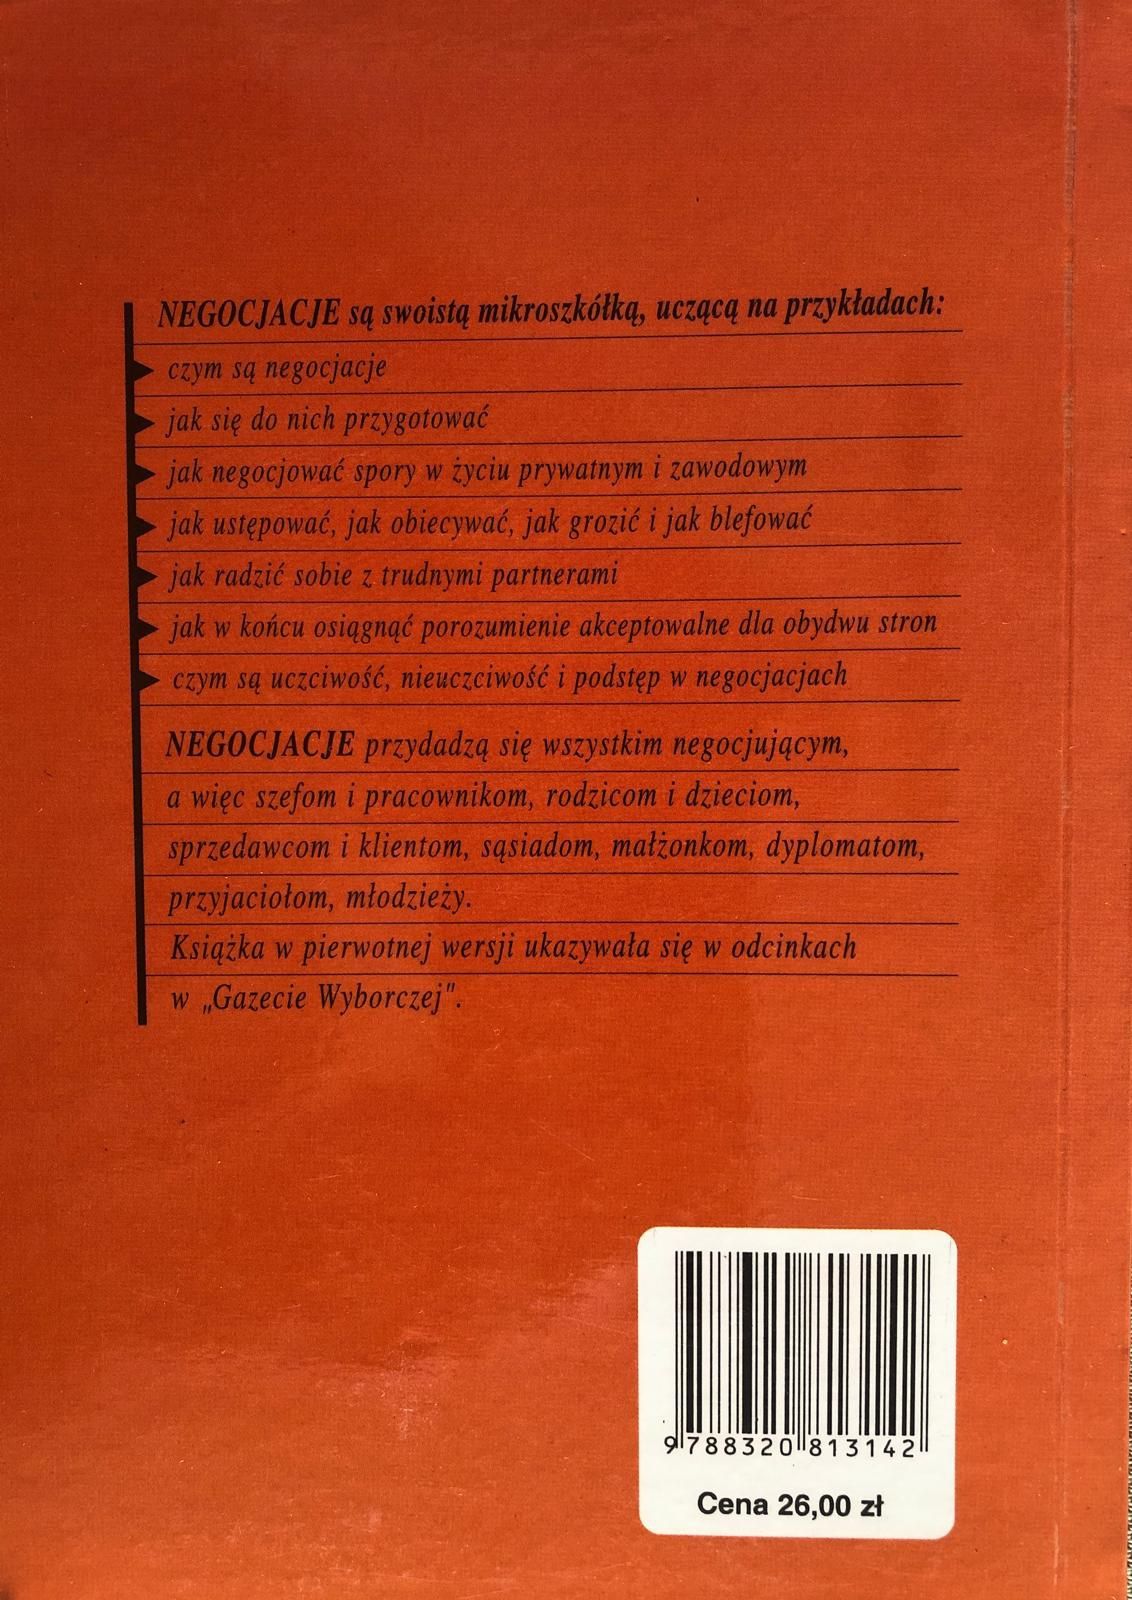 NEGOCJACJE są swoistą mikroszkółką, uczącą na przykładach:
czym są negocjacje
jak się do nich przygotować
jak negocjować spory w życiu prywatnym i zawodowym
jak ustępować, jak obiecywać, jak grozić i jak blefować
jak radzić sobie z trudnymi partnerami
jak w końcu osiągnąć porozumienie akceptowalne dla obydwu stron
czym są uczciwość, nieuczciwość i podstęp w negocjacjach
NEGOCJACJE przydadzą się wszystkim negocjującym,
a więc szefom i pracownikom, rodzicom i dzieciom,
sprzedawcom i klientom, sąsiadom, małżonkom, dyplomatom,
przyjaciołom, młodzieży.
Książka w pierwotnej wersji ukazywała się w odcinkach
w „Gazecie Wyborczej".
9 788320 813142
Cena 26,00 zł